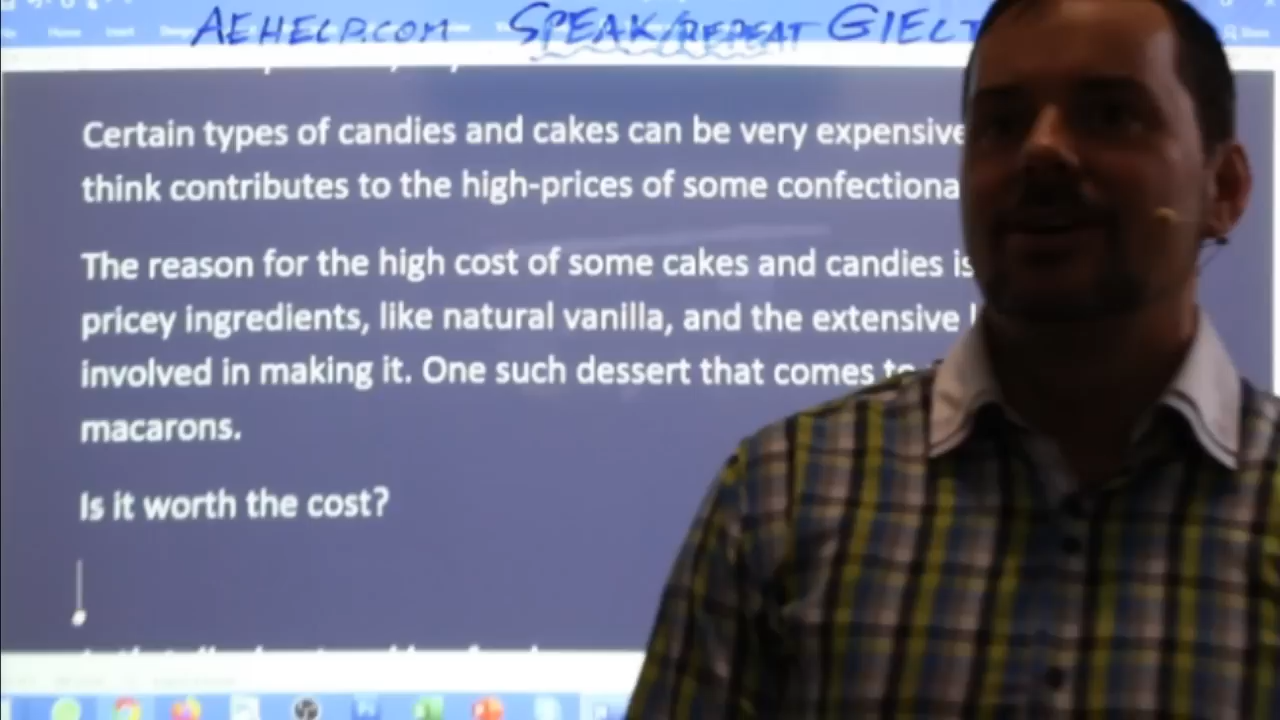 AEHELP.COM SPEAK/REPEAT GIELT
Certain types of candies and cakes can be very expensive
think contributes to the high-prices of some confectiona
The reason for the high cost of some cakes and candies is
pricey ingredients, like natural vanilla, and the extensive
involved in making it. One such dessert that comes to
macarons.
Is it worth the cost?